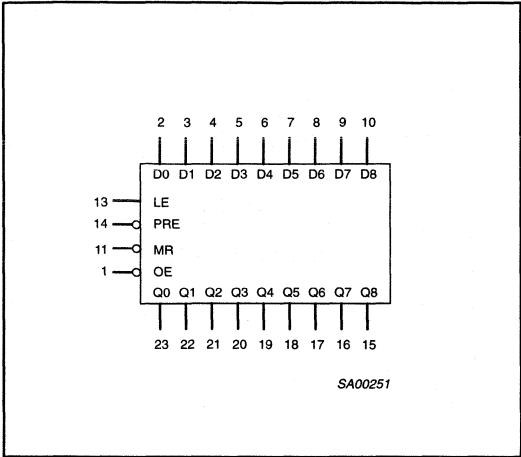 2 3 4 5 6 7 8 9 10
D0 D1 D2 D3 D4 D5 D6 D7 D8
13 LE
14 PRE
11 MR
1 OE
Q0 Q1 Q2 Q3 Q4 Q5 Q6 Q7 Q8
23 22 21 20 19 18 17 16 15
SA00251